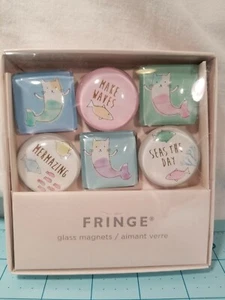 MAKE
WAVES
MERMAZING
SEAS THE
DAY
FRINGE®
glass magnets / aimant verre